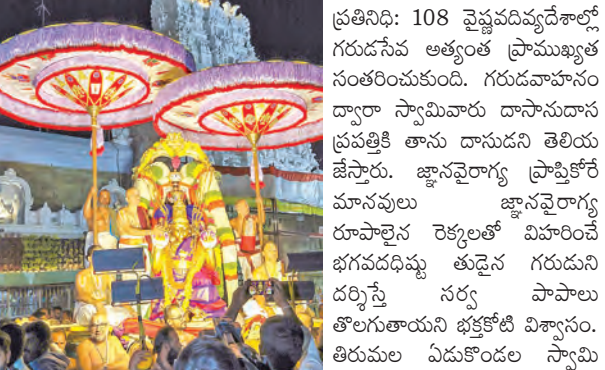 ప్రతినిధి: 108 వైష్ణవదివ్యదేశాల్లో
గరుడసేవ అత్యంత ప్రాముఖ్యత
సంతరించుకుంది. గరుడవాహనం
ద్వారా స్వామివారు దాసానుదాస
ప్రపత్తికి తాను దాసుడని తెలియ
జేస్తారు. జ్ఞానవైరాగ్య ప్రాప్తికోరే
మానవులు జ్ఞానవైరాగ్య
రూపాలైన రెక్కలతో విహరించే
భగవదధిష్టు తుడైన గరుడుని
దర్శిస్తే సర్వ పాపాలు
తొలగుతాయని భక్తకోటి విశ్వాసం.
తిరుమల ఏడుకొండల స్వామి